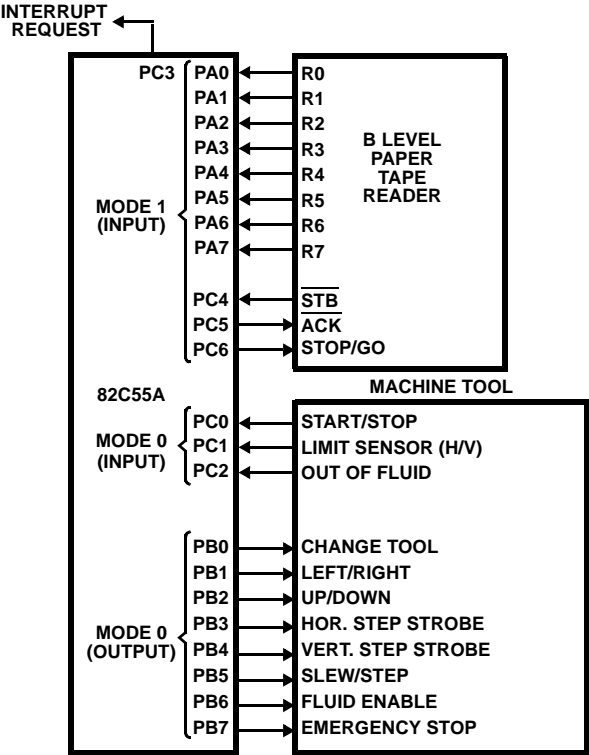 INTERRUPT
REQUEST
PC3 PA0 R0
PA1 R1
PA2 R2
PA3 R3
PA4 R4
PA5 R5
PA6 R6
PA7 R7
B LEVEL
PAPER
TAPE
READER
MODE 1
(INPUT)
PC4 STB
PC5 ACK
PC6 STOP/GO
82C55A
MACHINE TOOL
MODE 0
(INPUT)
PC0 START/STOP
PC1 LIMIT SENSOR (H/V)
PC2 OUT OF FLUID
MODE 0
(OUTPUT)
PB0 CHANGE TOOL
PB1 LEFT/RIGHT
PB2 UP/DOWN
PB3 HOR. STEP STROBE
PB4 VERT. STEP STROBE
PB5 SLEW/STEP
PB6 FLUID ENABLE
PB7 EMERGENCY STOP